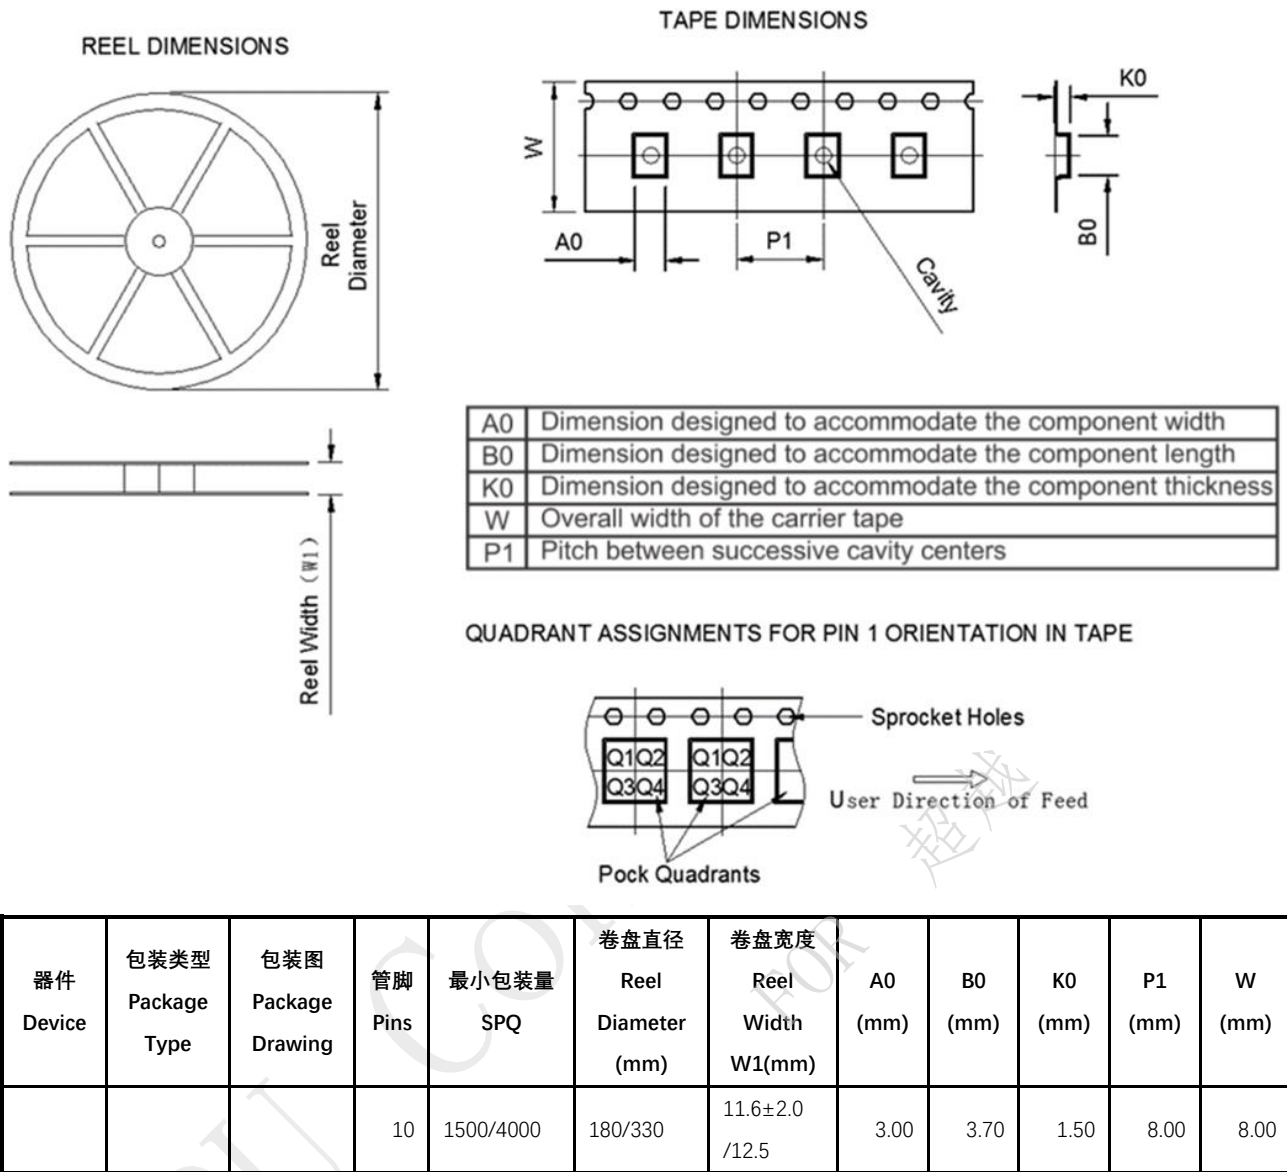 REEL DIMENSIONS
TAPE DIMENSIONS
Reel
Diameter
W
A0
P1
Cavity
K0
B0
Reel Width (W1)
A0 Dimension designed to accommodate the component width
B0 Dimension designed to accommodate the component length
K0 Dimension designed to accommodate the component thickness
W Overall width of the carrier tape
P1 Pitch between successive cavity centers
QUADRANT ASSIGNMENTS FOR PIN 1 ORIENTATION IN TAPE
Sprocket Holes
Q1 Q2 Q1 Q2
Q3 Q4 Q3 Q4
User Direction of Feed
Pock Quadrants
超越
FOR
器件
Device
包装类型
Package
Type
包装图
Package
Drawing
管脚
Pins
最小包装量
SPQ
卷盘直径
Reel
Diameter
(mm)
卷盘宽度
Reel
Width
W1(mm)
A0
(mm)
B0
(mm)
K0
(mm)
P1
(mm)
W
(mm)
10
1500/4000
180/330
11.6±2.0
/12.5
3.00
3.70
1.50
8.00
8.00